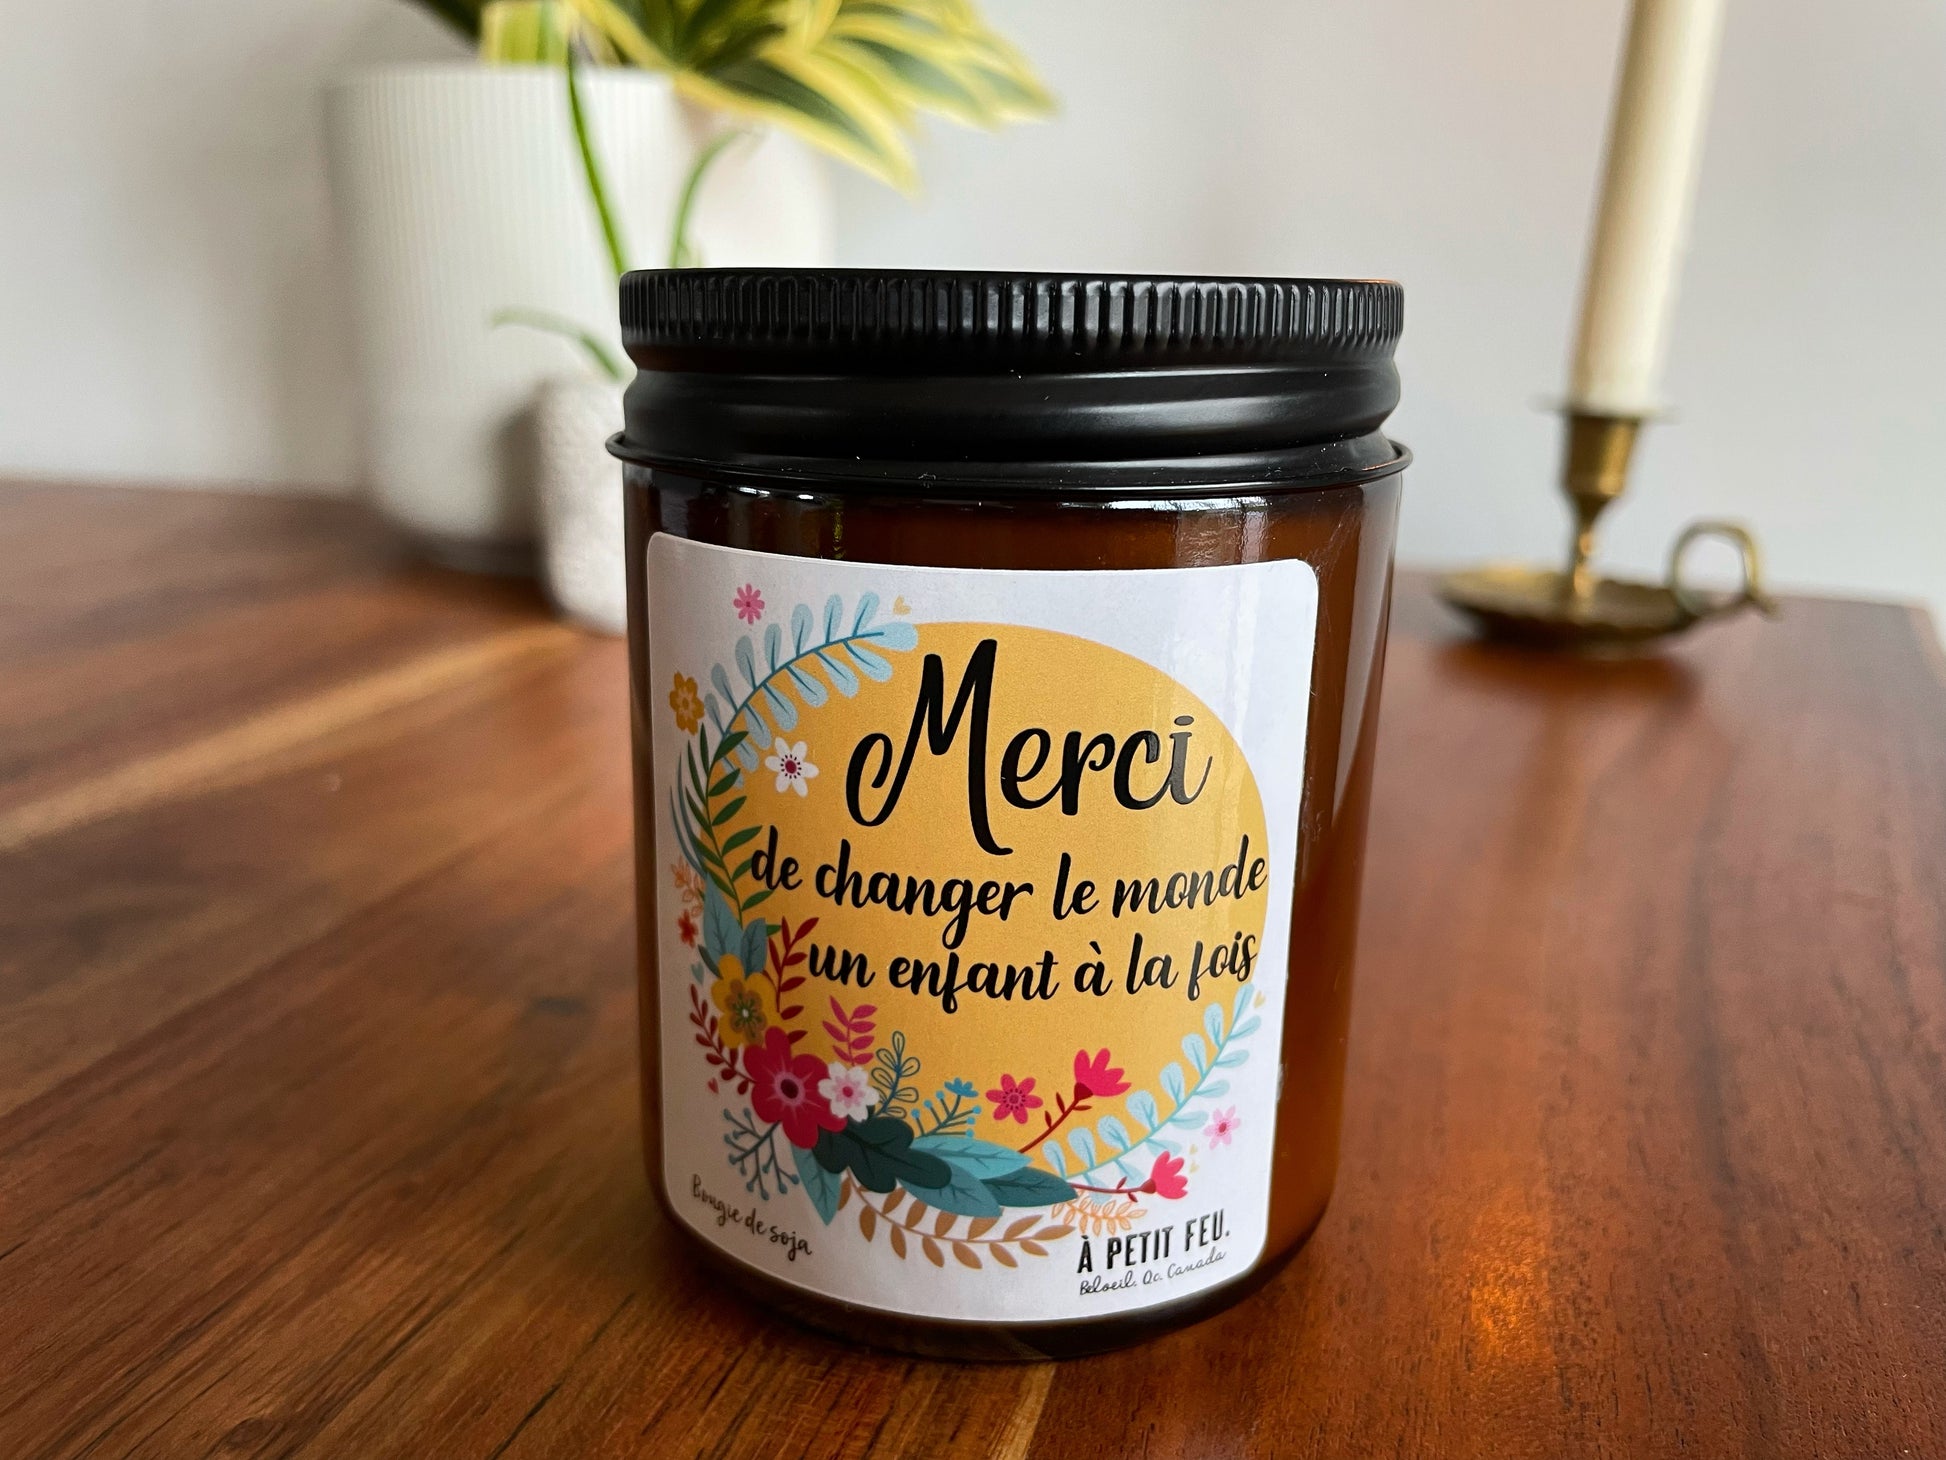 Merci
de changer le monde
un enfant à la fois
Bougie de soja
À PETIT FEU.
Beloeil, Qc. Canada